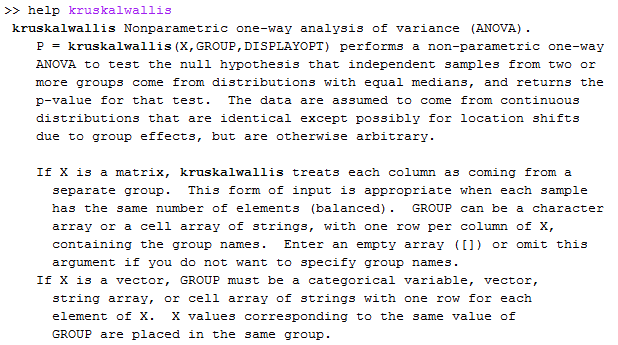 >> help kruskalwallis
kruskal Nonparametric one-way analysis of variance (ANOVA).
P = kruskalwallis(X,GROUP,DISPLAYOPT) performs a non-parametric one-way
ANOVA to test the null hypothesis that independent samples from two or
more groups come from distributions with equal medians, and returns the
p-value for that test.  The data are assumed to come from continuous
distributions that are identical except possibly for location shifts
due to group effects, but are otherwise arbitrary.
If X is a matrix, kruskalwallis treats each column as coming from a
separate group.  This form of input is appropriate when each sample
has the same number of elements (balanced).  GROUP can be a character
array or a cell array of strings, with one row per column of X,
containing the group names.  Enter an empty array ([]) or omit this
argument if you do not want to specify group names.
If X is a vector, GROUP must be a categorical variable, vector,
string array, or cell array of strings with one row for each
element of X.  X values corresponding to the same value of
GROUP are placed in the same group.